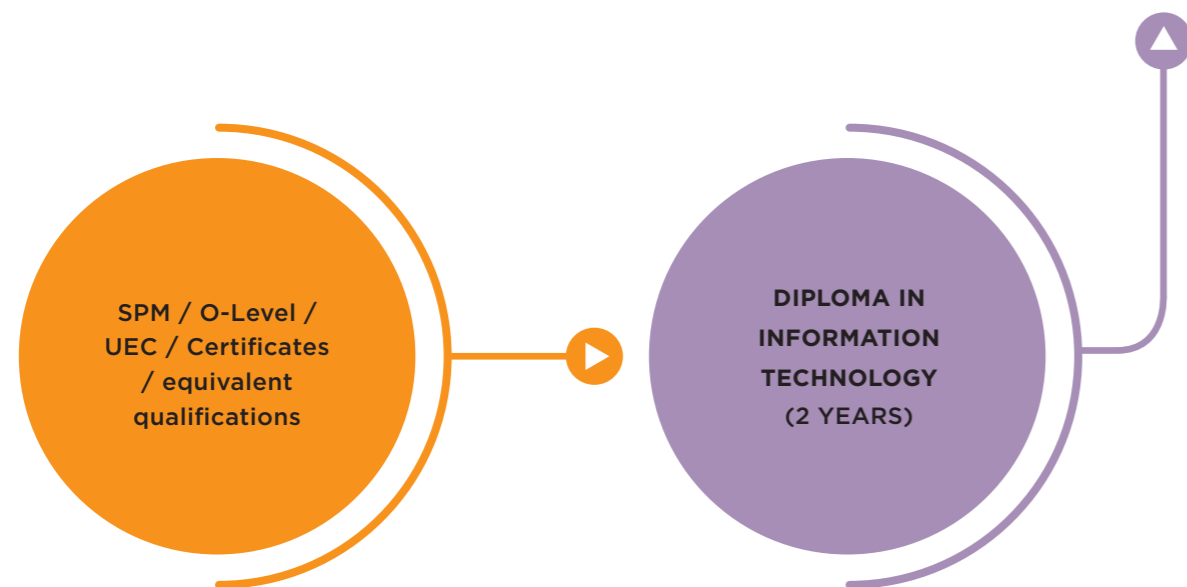 SPM / O-Level /
UEC / Certificates
/ equivalent
qualifications
DIPLOMA IN
INFORMATION
TECHNOLOGY
(2 YEARS)